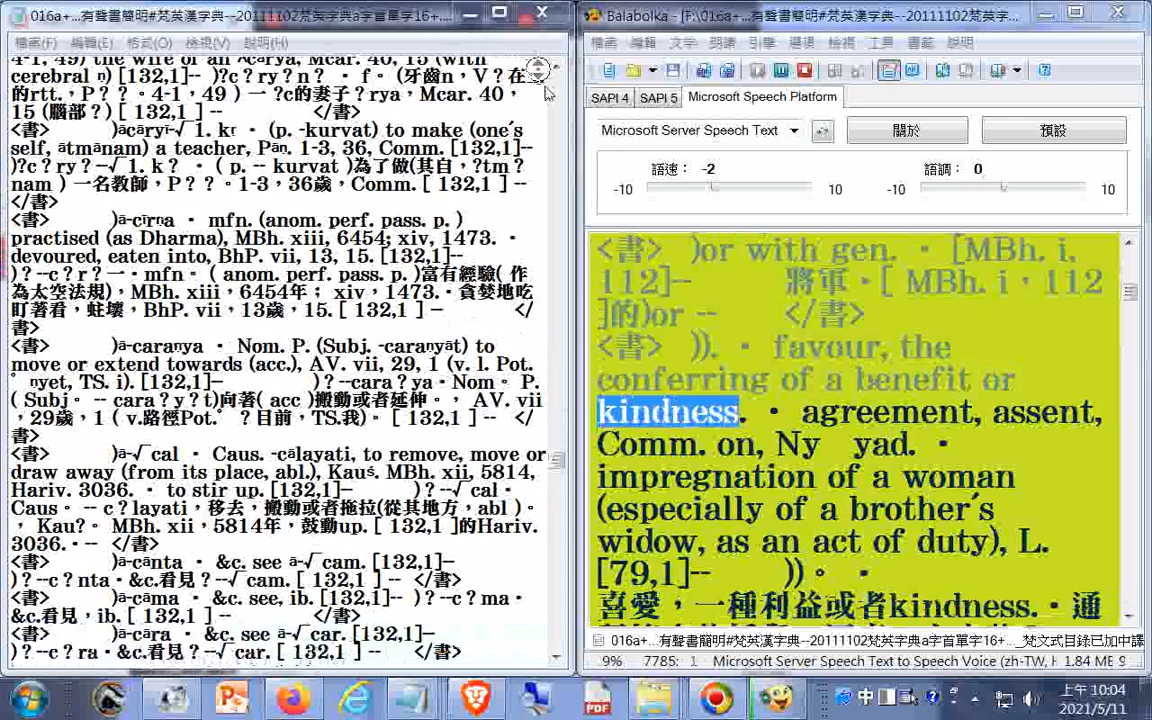 016a+...有聲書簡明#梵英漢字典--20111102梵英字典a字首單字16+...
檔案(F) 編輯(E) 格式(O) 檢視(V) 說明(H)
4-1, 49) the wife of an Ācārya, Mcar. 40, 15 (with
cerebral ṇ) [132,1]-- )?c?ry?n? • f。(牙齒n，V？在
的rtt.，P？？。4-1，49 ) 一 ?c的妻子？rya，Mcar. 40，
15 (腦部？) [ 132,1 ] -- </書>
<書> )ācāryī-√ 1. kṛ • (p. -kurvat) to make (one's
self, ātmānam) a teacher, Pāṇ. 1-3, 36, Comm. [132,1]--
)?c?ry?--√ 1. k？ • ( p. -- kurvat )為了做(其自，?tm?
nam ) 一名教師，P？？。1-3，36歲，Comm. [ 132,1 ] --
</書>
<書> )ā-cīrṇa • mfn. (anom. perf. pass. p. )
practised (as Dharma), MBh. xiii, 6454; xiv, 1473. •
devoured, eaten into, BhP. vii, 13, 15. [132,1]--
)?--c?r?一 • mfn • ( anom. perf. pass. p. )富有經驗( 作
為太空法規)，MBh. xiii，6454年；xiv，1473. • 貪婪地吃
盯著看，蛀壞，BhP. vii，13歲，15. [ 132,1 ] -- </
書>
<書> )ā-caraṇya • Nom. P. (Subj. -caraṇyāt) to
move or extend towards (acc.), AV. vii, 29, 1 (v. l. Pot.
°ṇyet, TS. i). [132,1]-- )?--cara?ya • Nom。P.
( Subj。-- cara?y?t)向著( acc )搬動或者延伸。，AV. vii
，29歲，1 ( v.路徑Pot.°？目前，TS.我)。[ 132,1 ] -- </
書>
<書> )ā-√ cal • Caus. -cālayati, to remove, move or
draw away (from its place, abl.), Kauś. MBh. xii, 5814,
Hariv. 3036. • to stir up. [132,1]-- )?--√ cal •
Caus。-- c?layati，移去，搬動或者拖拉(從其地方，abl )。
，Kau?。MBh. xii，5814年，鼓動up. [ 132,1 ]的Hariv.
3036.• -- </書>
<書> )ā-cānta • &c. see ā-√ cam. [132,1]--
)?--c?nta • &c.看見？--√ cam. [ 132,1 ] -- </書>
<書> )ā-cāma • &c. see, ib. [132,1]-- )?--c?ma •
&c.看見，ib. [ 132,1 ] -- </書>
<書> )ā-cāra • &c. see ā-√ car. [132,1]--
)?--c?ra • &c.看見？--√ car. [ 132,1 ] -- </書>
Balabolka - [F:\016a+...有聲書簡明#梵英漢字典--20111102梵英字...
檔案 編輯 文字 朗讀 引擎 選項 檢視 工具 書籤 說明
SAPI 4 SAPI 5 Microsoft Speech Platform
Microsoft Server Speech Text 關於 預設
語速： -2 語調： 0
-10 10 -10 10
<書> )or with gen. • [MBh. i,
112]-- 將軍 • [ MBh. i，112
]的)or -- </書>
<書> )). • favour, the
conferring of a benefit or
kindness. • agreement, assent,
Comm. on, Ny yad. •
impregnation of a woman
(especially of a brother's
widow, as an act of duty), L.
[79,1]-- ))。•
喜愛，一種利益或者kindness. • 通
016a+...有聲書簡明#梵英漢字典--20111102梵英字典a字首單字16+..._梵文式目錄已加中譯
9% 7785: 1 Microsoft Server Speech Text to Speech Voice (zh-TW, H 1.84 MB 9
中 上午 10:04
2021/5/11